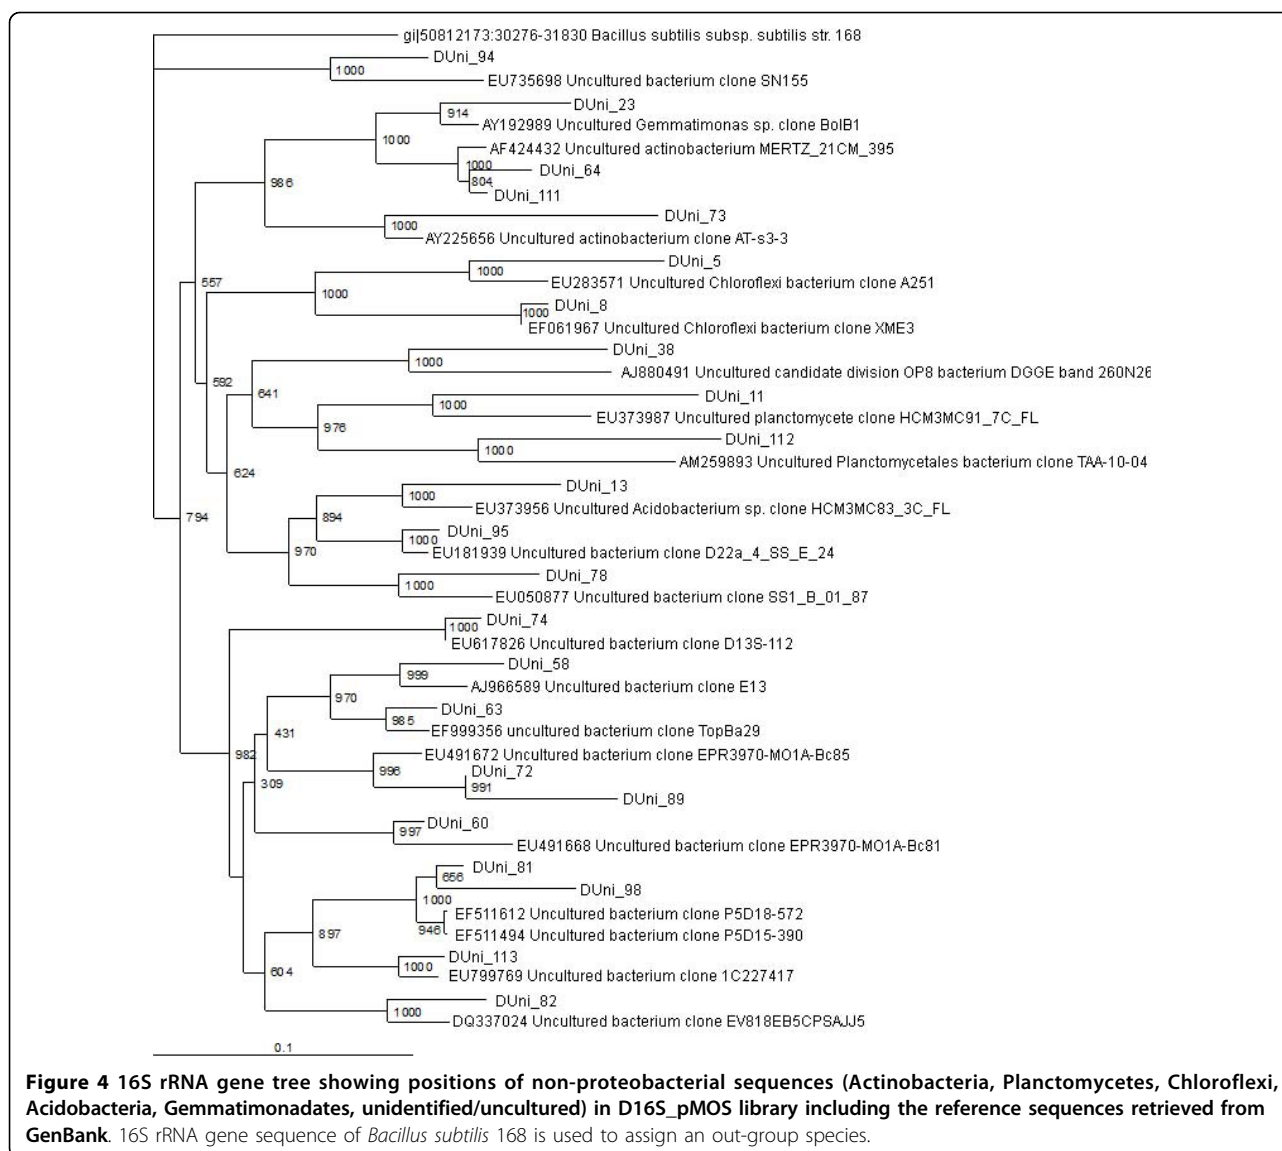 gi|50812173:30276-31830 Bacillus subtilis subsp. subtilis str. 168
DUni_94
1000
EU735698 Uncultured bacterium clone SN155
DUni_23
914
AY192989 Uncultured Gemmatimonas sp. clone BolB1
1000
AF424432 Uncultured actinobacterium MERTZ_21CM_395
1000
DUni_64
804
986
DUni_111
DUni_73
1000
AY225656 Uncultured actinobacterium clone AT-s3-3
DUni_5
1000
557
EU283571 Uncultured Chloroflexi bacterium clone A251
1000
DUni_8
1000
EF061967 Uncultured Chloroflexi bacterium clone XME3
DUni_38
1000
AJ880491 Uncultured candidate division OP8 bacterium DGGE band 260N26
592
641
DUni_11
1000
EU373987 Uncultured planctomycete clone HCM3MC91_7C_FL
976
DUni_112
1000
AM259893 Uncultured Planctomycetales bacterium clone TAA-10-04
624
DUni_13
1000
EU373956 Uncultured Acidobacterium sp. clone HCM3MC83_3C_FL
794
894
DUni_95
1000
EU181939 Uncultured bacterium clone D22a_4_SS_E_24
970
DUni_78
1000
EU050877 Uncultured bacterium clone SS1_B_01_87
DUni_74
1000
EU617826 Uncultured bacterium clone D13S-112
DUni_58
999
AJ966589 Uncultured bacterium clone E13
970
DUni_63
985
EF999356 uncultured bacterium clone TopBa29
431
982
EU491672 Uncultured bacterium clone EPR3970-MO1A-Bc85
996
DUni_72
309
991
DUni_89
DUni_60
997
EU491668 Uncultured bacterium clone EPR3970-MO1A-Bc81
DUni_81
656
DUni_98
1000
EF511612 Uncultured bacterium clone P5D18-572
946
EF511494 Uncultured bacterium clone P5D15-390
897
DUni_113
1000
EU799769 Uncultured bacterium clone 1C227417
604
DUni_82
1000
DQ337024 Uncultured bacterium clone EV818EB5CPSAJJ5
0.1
Figure 4 16S rRNA gene tree showing positions of non-proteobacterial sequences (Actinobacteria, Planctomycetes, Chloroflexi,
Acidobacteria, Gemmatimonadates, unidentified/uncultured) in D16S_pMOS library including the reference sequences retrieved from
GenBank. 16S rRNA gene sequence of Bacillus subtilis 168 is used to assign an out-group species.